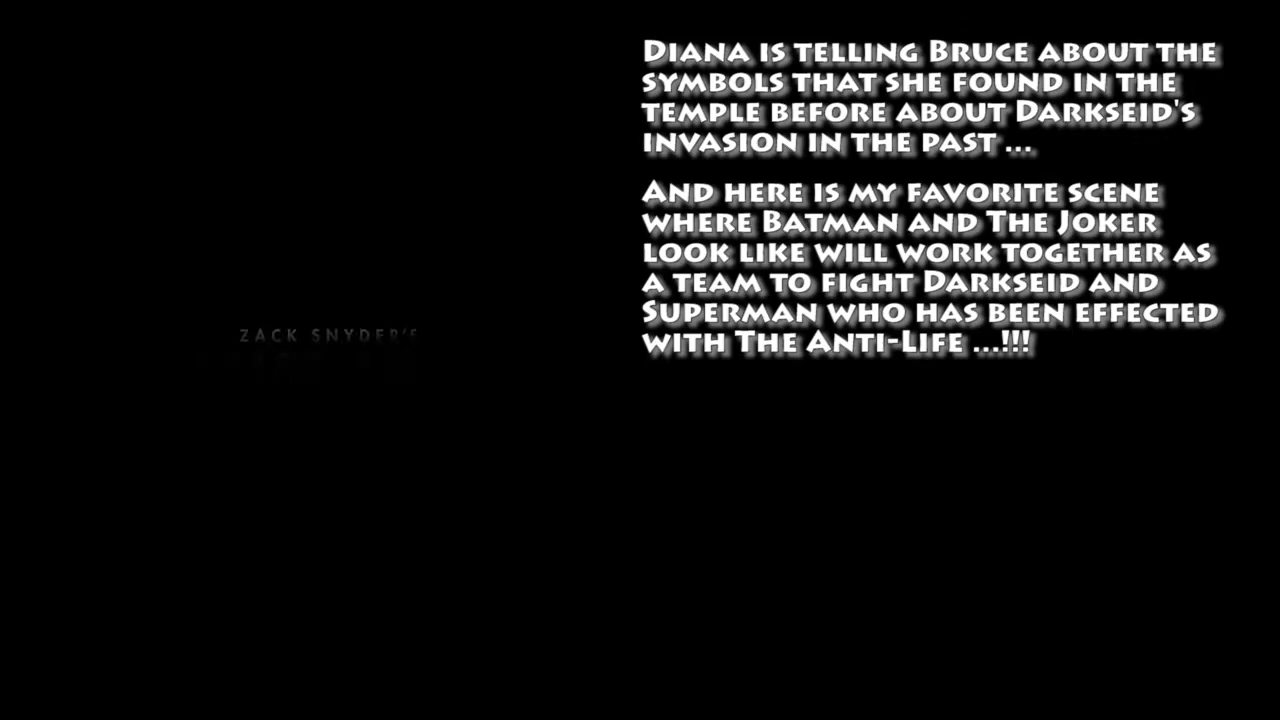 Diana is telling Bruce about the
symbols that she found in the
temple before about Darkseid's
invasion in the past ...
And here is my favorite scene
where Batman and The Joker
look like will work together as
a team to fight Darkseid and
Superman who has been effected
with The Anti-Life ...!!!
ZACK SNYDER'S